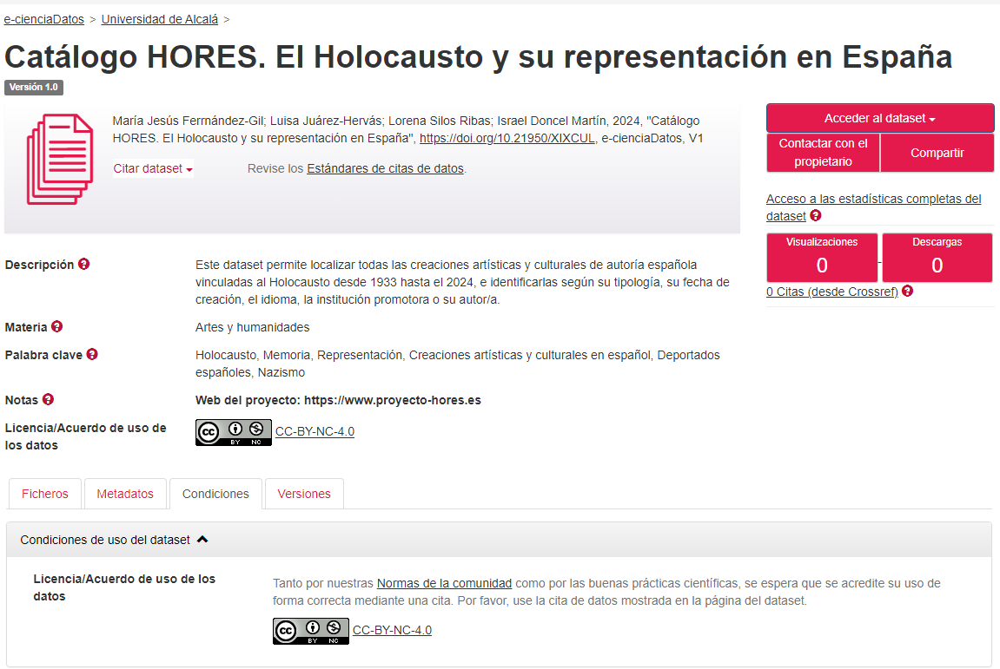 e-cienciaDatos > Universidad de Alcalá >
Catálogo HORES. El Holocausto y su representación en España
Versión 1.0
María Jesús Ferrnández-Gil; Luisa Juárez-Hervás; Lorena Silos Ribas; Israel Doncel Martín, 2024, "Catálogo
HORES. El Holocausto y su representación en España", https://doi.org/10.21950/XIXCUL, e-cienciaDatos, V1
Citar dataset
Revise los Estándares de citas de datos.
Acceder al dataset
Contactar con el
propietario
Compartir
Acceso a las estadísticas completas del
dataset ?
Visualizaciones
0
-
Descargas
0
0 Citas (desde Crossref) ?
Descripción ?
Este dataset permite localizar todas las creaciones artísticas y culturales de autoría española
vinculadas al Holocausto desde 1933 hasta el 2024, e identificarlas según su tipología, su fecha de
creación, el idioma, la institución promotora o su autor/a.
Materia ?
Artes y humanidades
Palabra clave ?
Holocausto, Memoria, Representación, Creaciones artísticas y culturales en español, Deportados
españoles, Nazismo
Notas ?
Web del proyecto: https://www.proyecto-hores.es
Licencia/Acuerdo de uso de
los datos
cc BY NC CC-BY-NC-4.0
Ficheros
Metadatos
Condiciones
Versiones
Condiciones de uso del dataset
Licencia/Acuerdo de uso de los
datos
Tanto por nuestras Normas de la comunidad como por las buenas prácticas científicas, se espera que se acredite su uso de
forma correcta mediante una cita. Por favor, use la cita de datos mostrada en la página del dataset.
cc BY NC CC-BY-NC-4.0